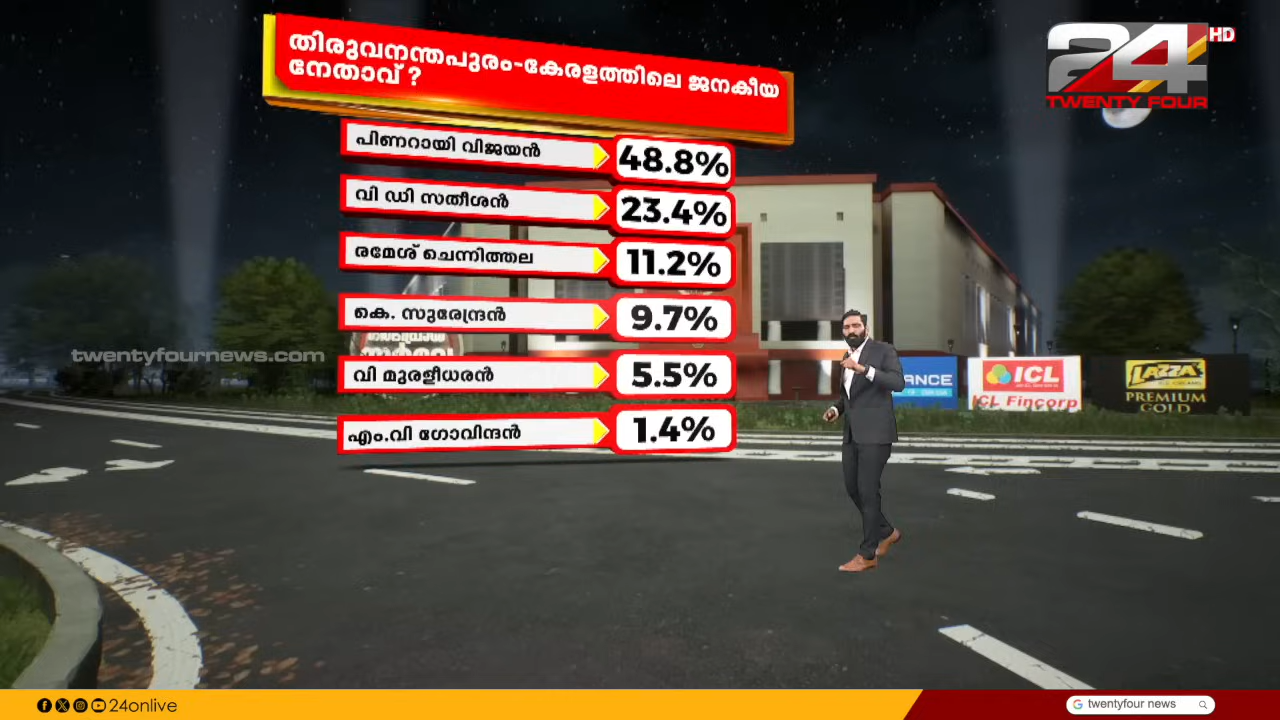 തിരുവനന്തപുരം-കേരളത്തിലെ ജനകീയ
നേതാവ് ?
പിണറായി വിജയൻ 48.8%
വി ഡി സതീശൻ 23.4%
രമേശ് ചെന്നിത്തല 11.2%
കെ. സുരേന്ദ്രൻ 9.7%
വി മുരളീധരൻ 5.5%
എം.വി ഗോവിന്ദൻ 1.4%
24 HD
TWENTY FOUR
twentyfournews.com
ANCE
ICL
ICL Fincorp
LAZZA
PREMIUM
GOLD
24onlive
twentyfour news